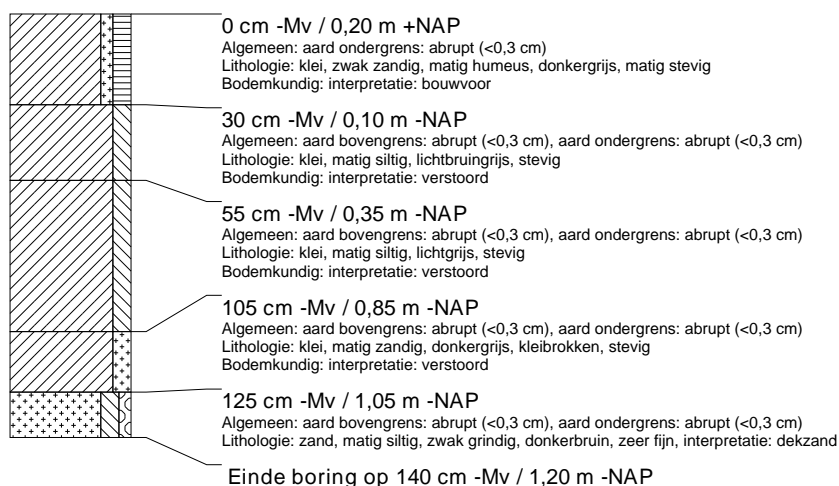 0 cm -Mv / 0,20 m +NAP
Algemeen: aard ondergrens: abrupt (<0,3 cm)
Lithologie: klei, zwak zandig, matig humeus, donkergrijs, matig stevig
Bodemkundig: interpretatie: bouwvoor
30 cm -Mv / 0,10 m -NAP
Algemeen: aard bovengrens: abrupt (<0,3 cm), aard ondergrens: abrupt (<0,3 cm)
Lithologie: klei, matig siltig, lichtbruingrijs, stevig
Bodemkundig: interpretatie: verstoord
55 cm -Mv / 0,35 m -NAP
Algemeen: aard bovengrens: abrupt (<0,3 cm), aard ondergrens: abrupt (<0,3 cm)
Lithologie: klei, matig siltig, lichtgrijs, stevig
Bodemkundig: interpretatie: verstoord
105 cm -Mv / 0,85 m -NAP
Algemeen: aard bovengrens: abrupt (<0,3 cm), aard ondergrens: abrupt (<0,3 cm)
Lithologie: klei, matig zandig, donkergrijs, kleibrokken, stevig
Bodemkundig: interpretatie: verstoord
125 cm -Mv / 1,05 m -NAP
Algemeen: aard bovengrens: abrupt (<0,3 cm), aard ondergrens: abrupt (<0,3 cm)
Lithologie: zand, matig siltig, zwak grindig, donkerbruin, zeer fijn, interpretatie: dekzand
Einde boring op 140 cm -Mv / 1,20 m -NAP